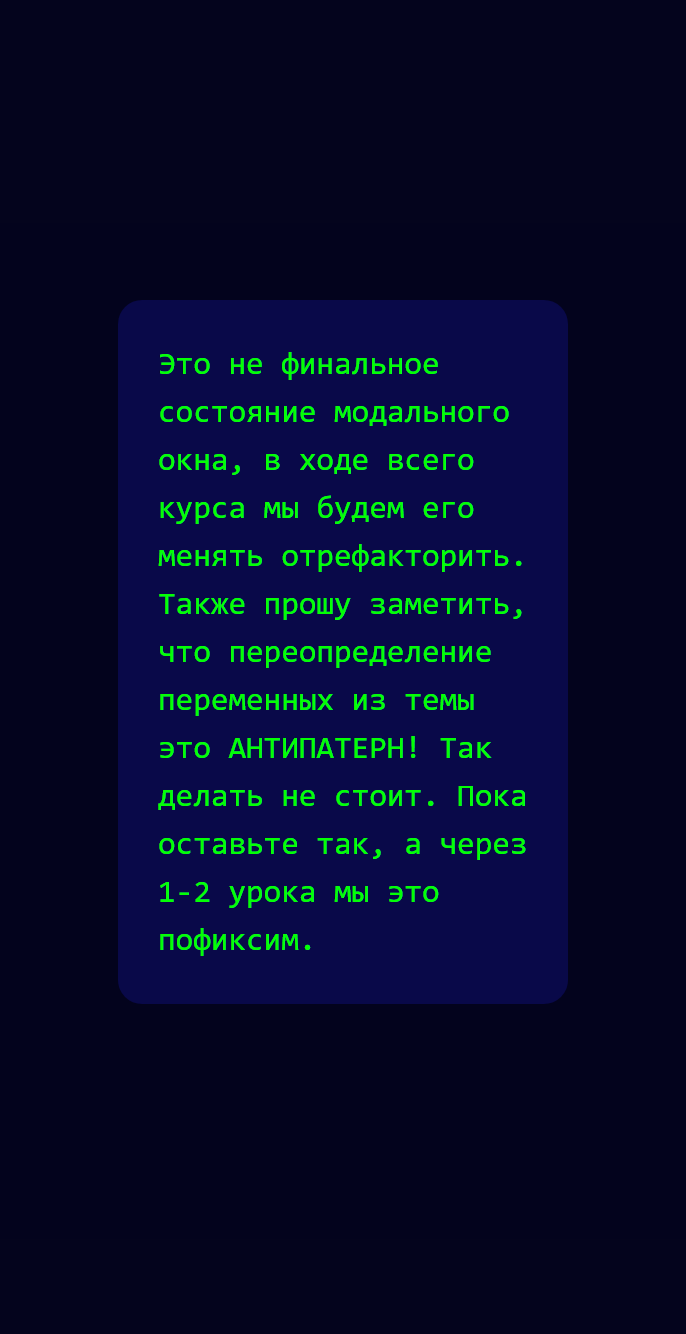 Это не финальное
состояние модального
окна, в ходе всего
курса мы будем его
менять отрефакторить.
Также прошу заметить,
что переопределение
переменных из темы
это АНТИПАТЕРН! Так
делать не стоит. Пока
оставьте так, а через
1-2 урока мы это
пофиксим.